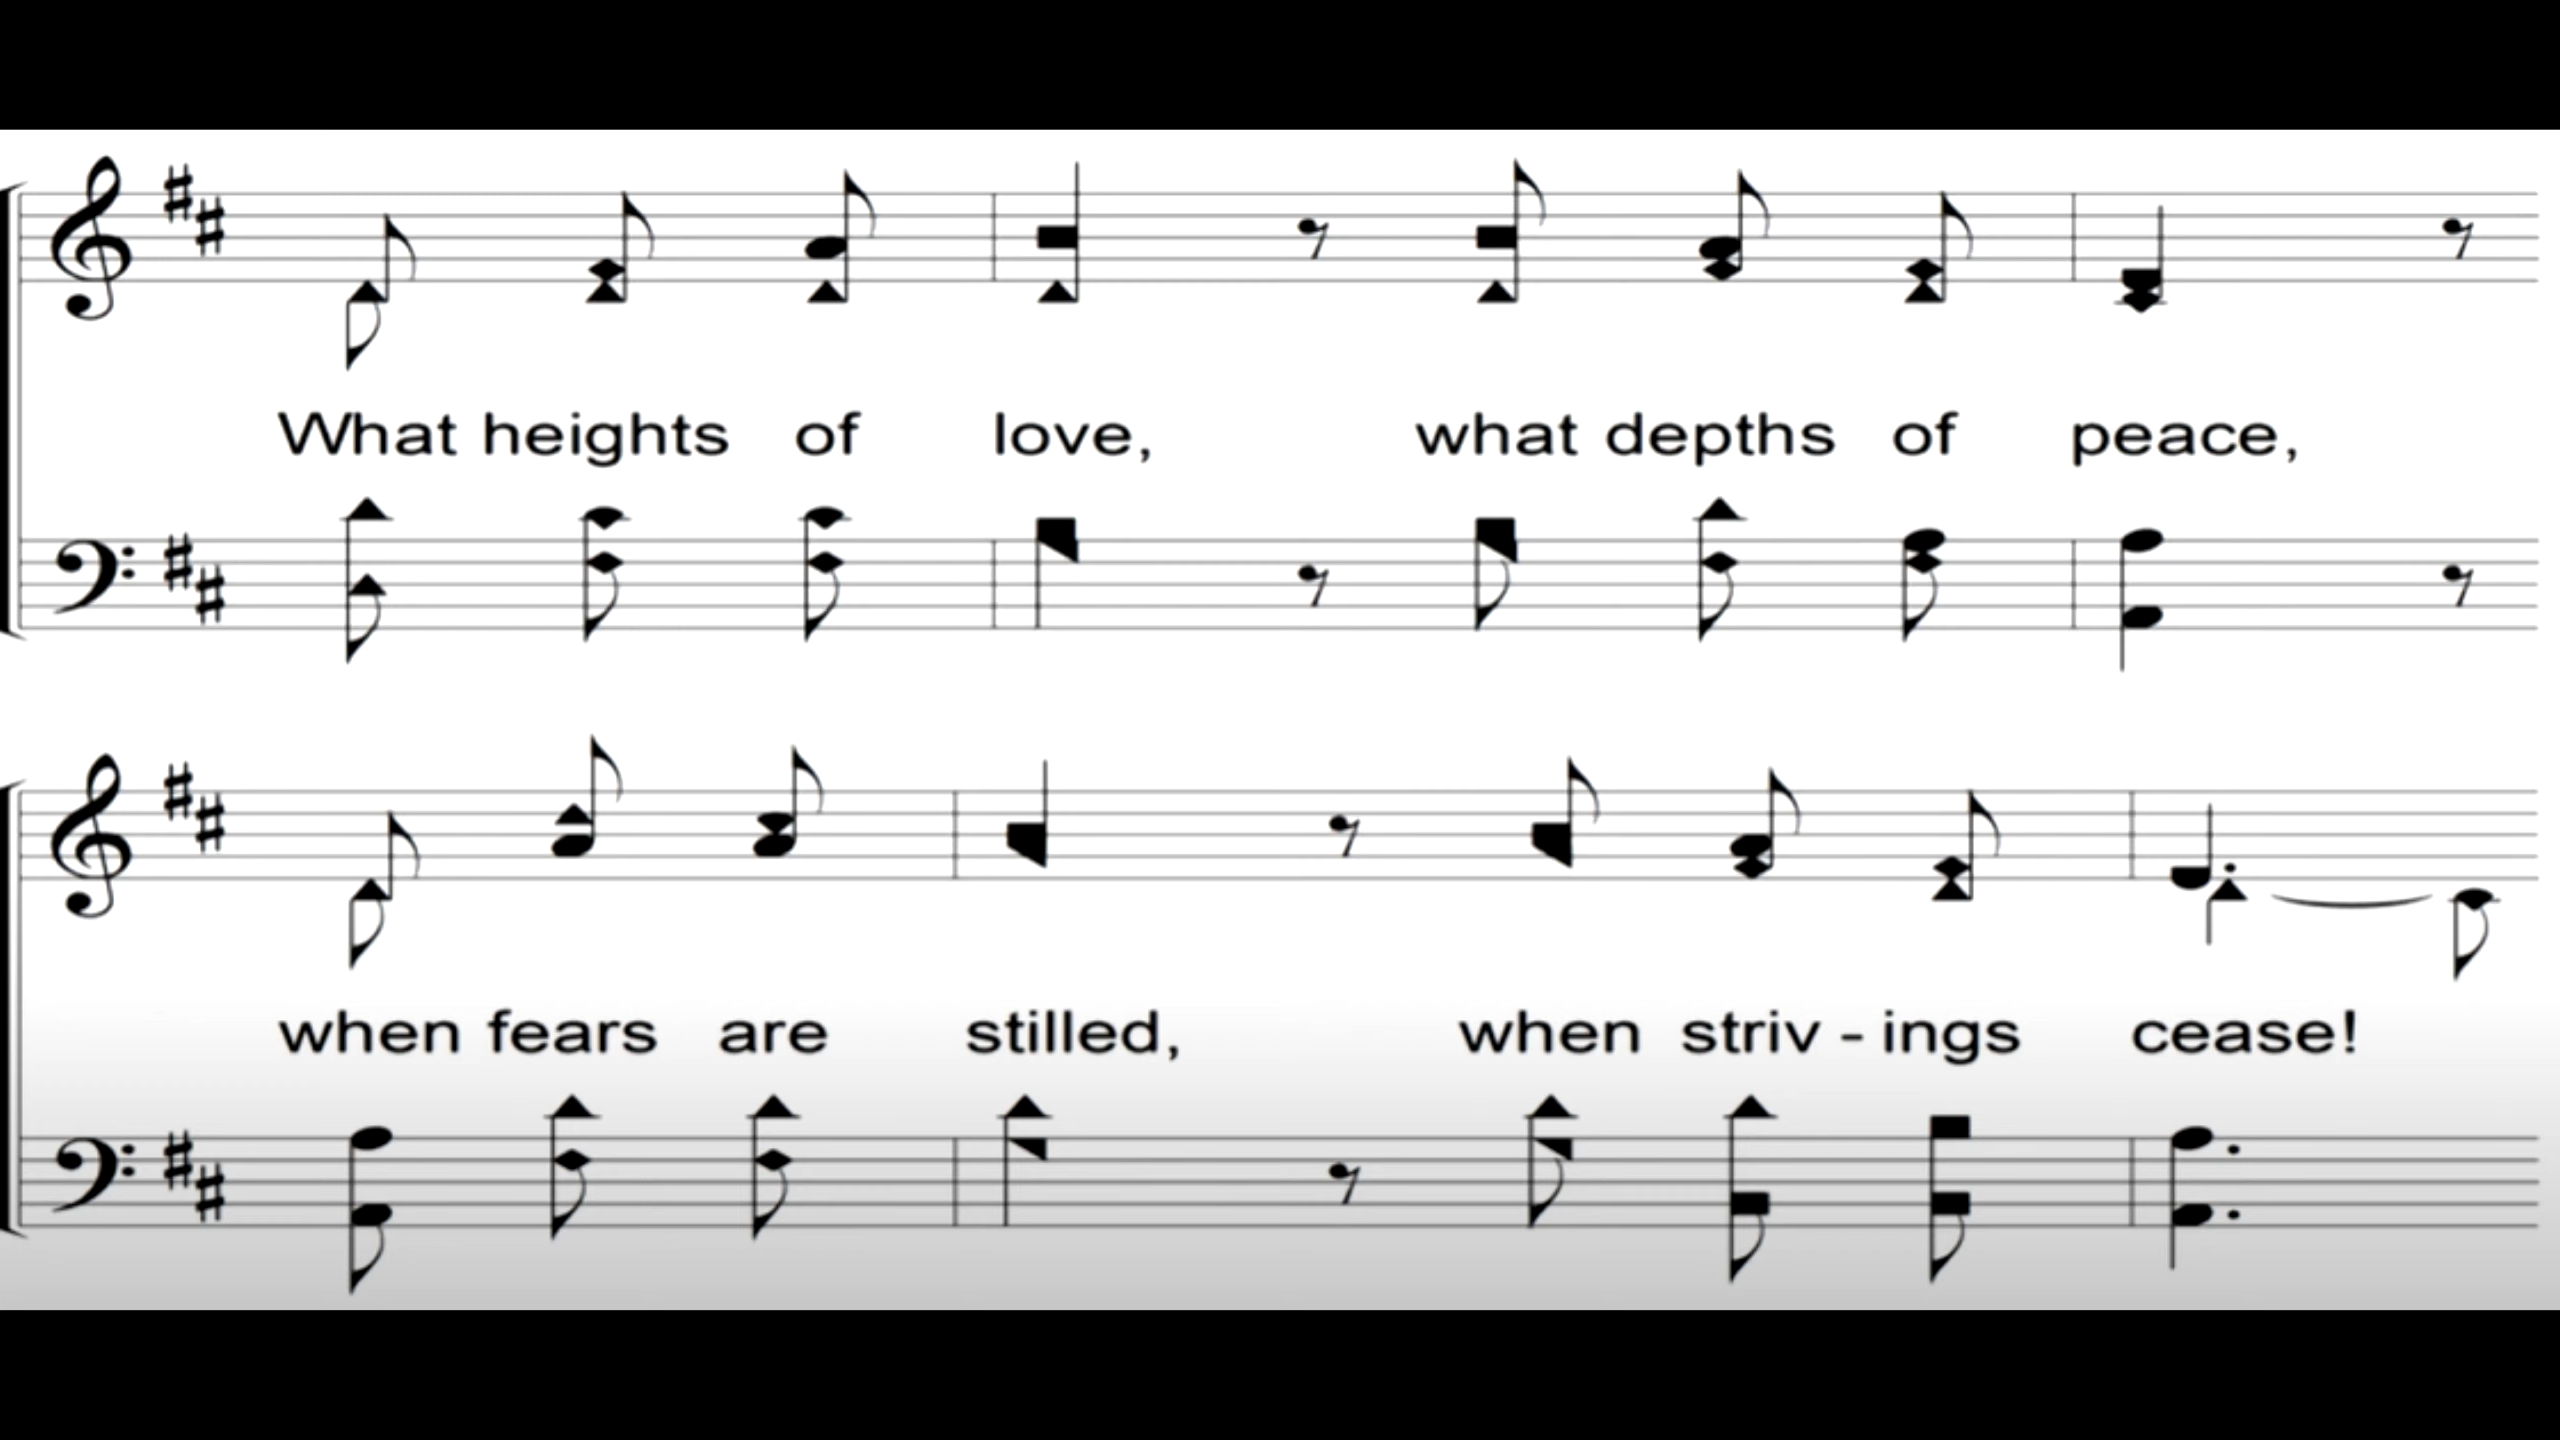 What heights of love, what depths of peace,
when fears are stilled, when striv - ings cease!